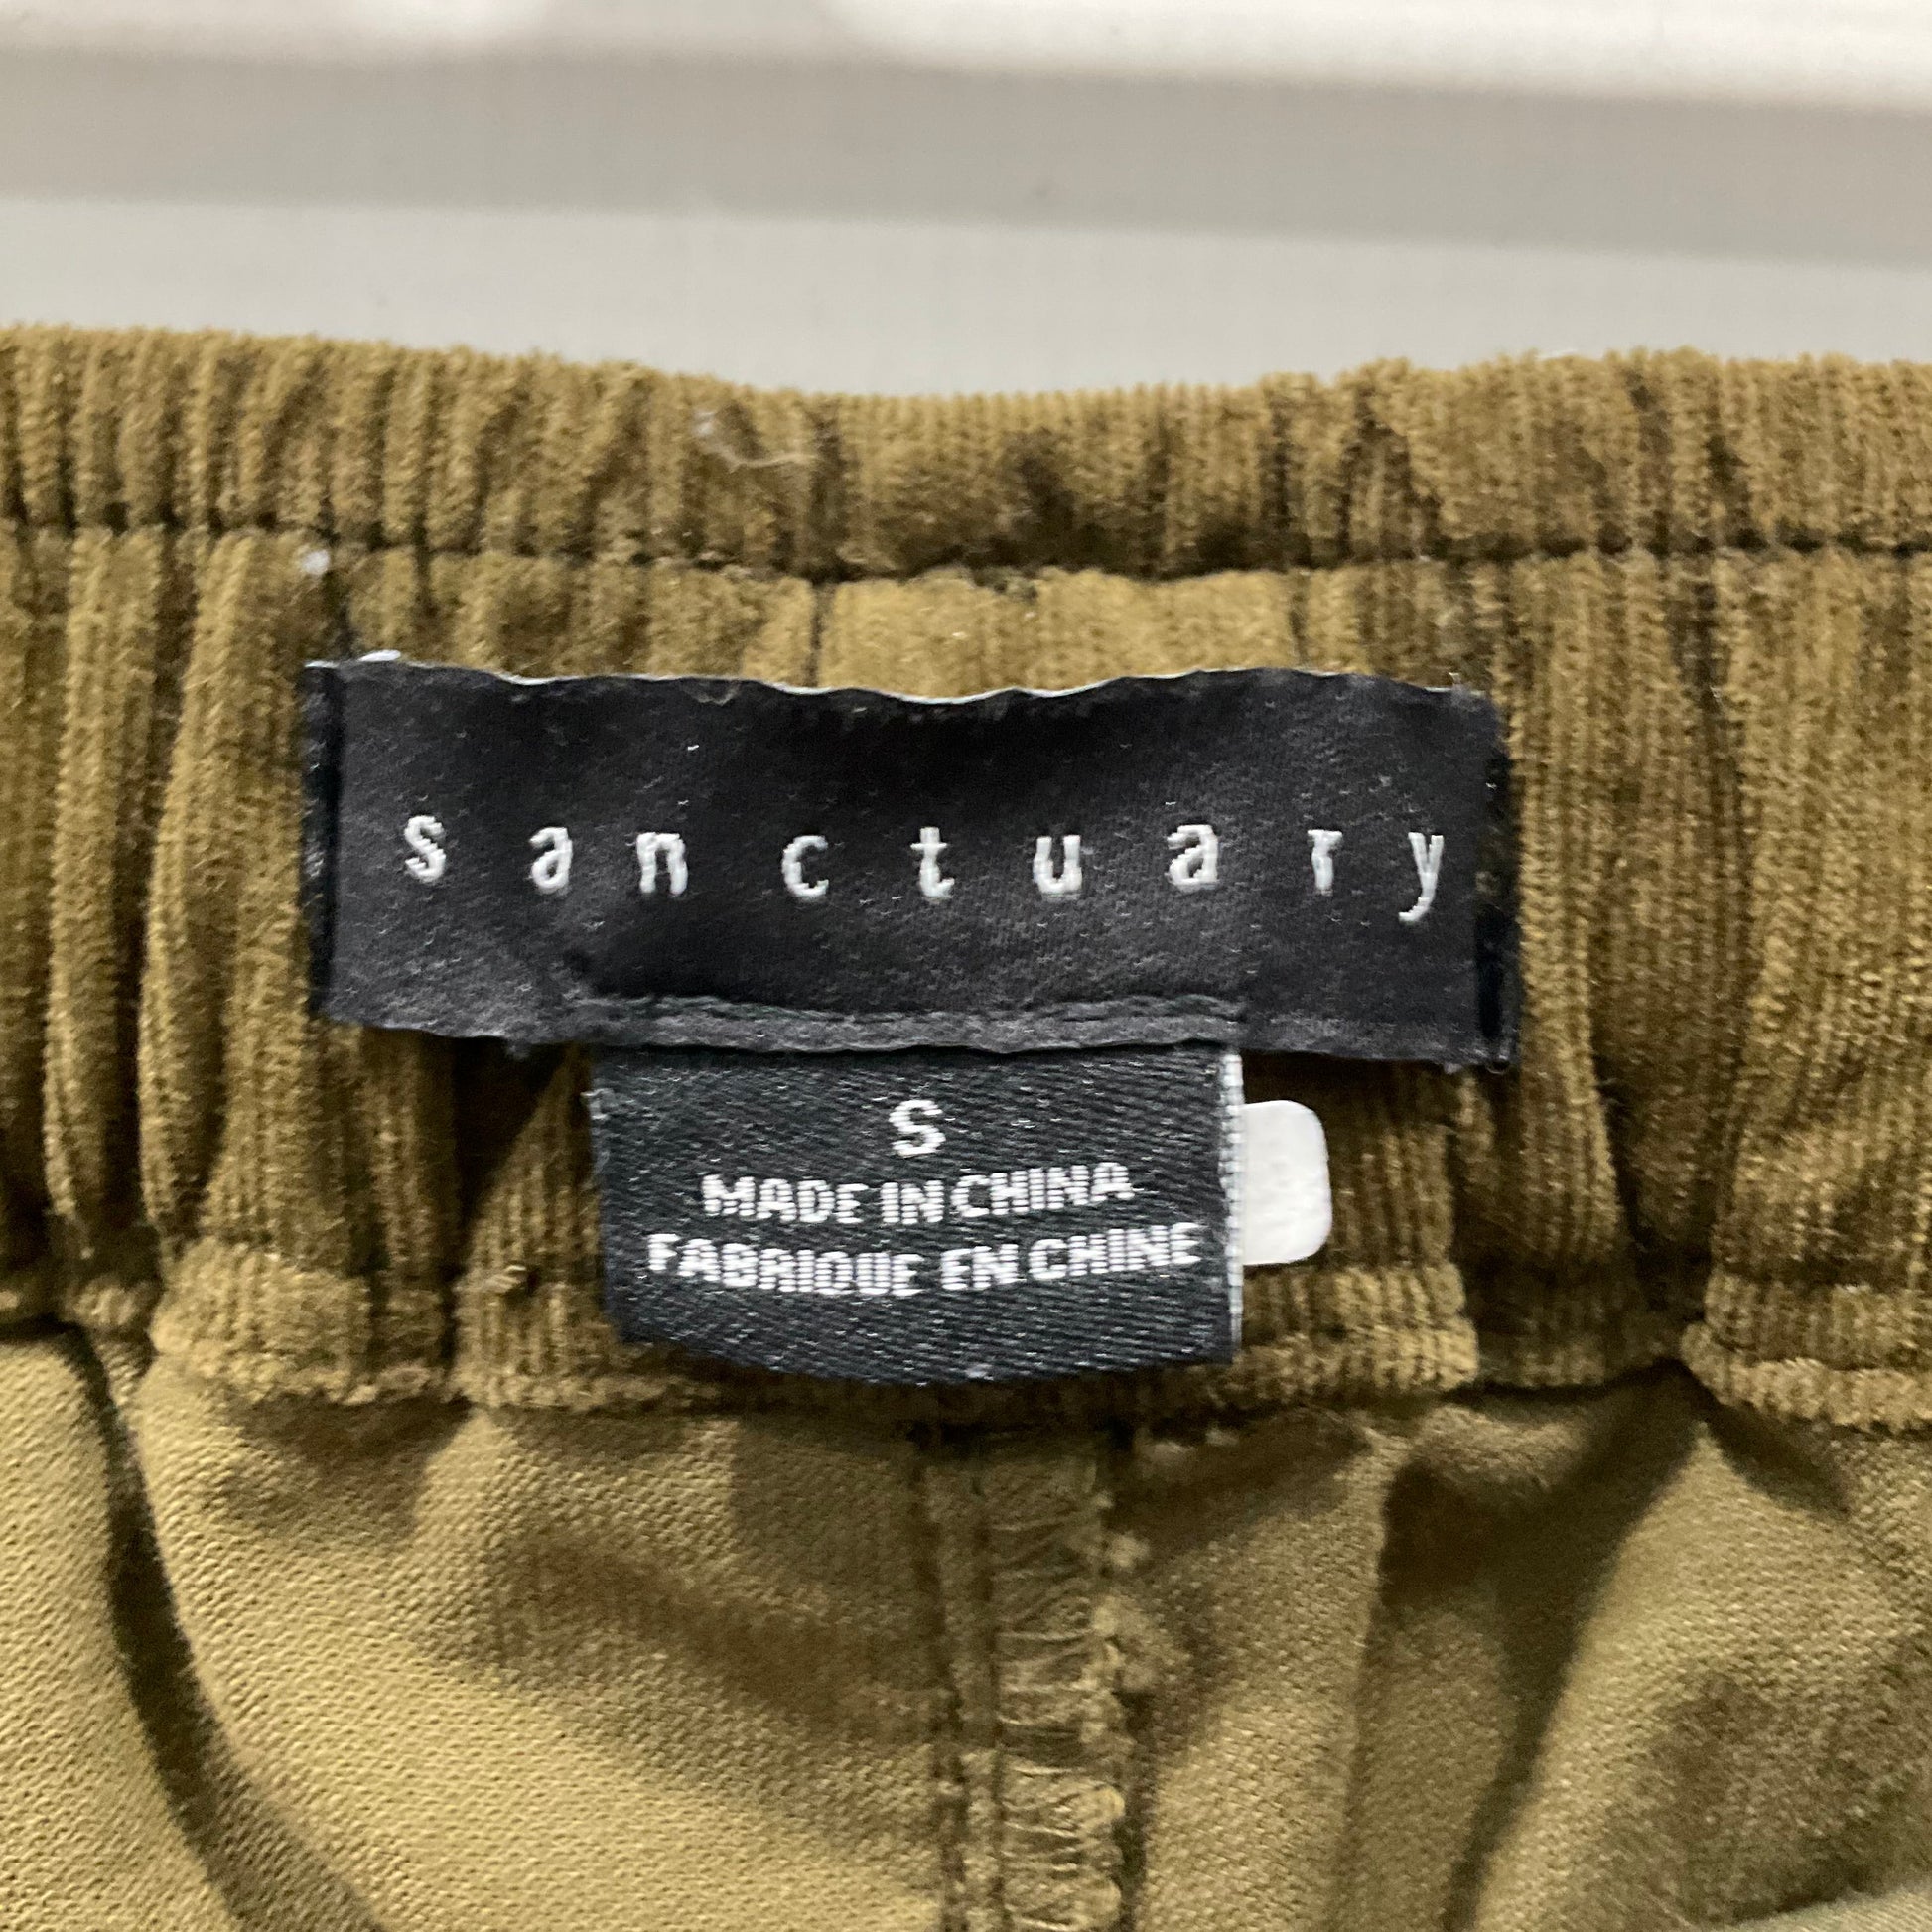 sanctuary
S
MADE IN CHINA
FABRIQUE EN CHINE